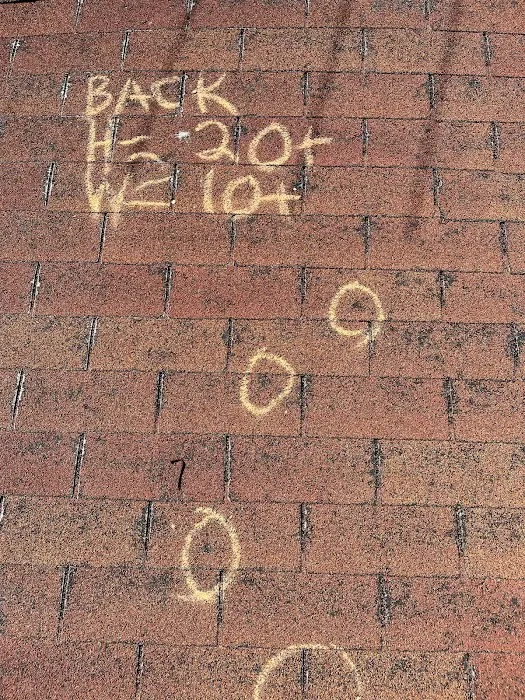 BACK
H= 20+
W= 10+